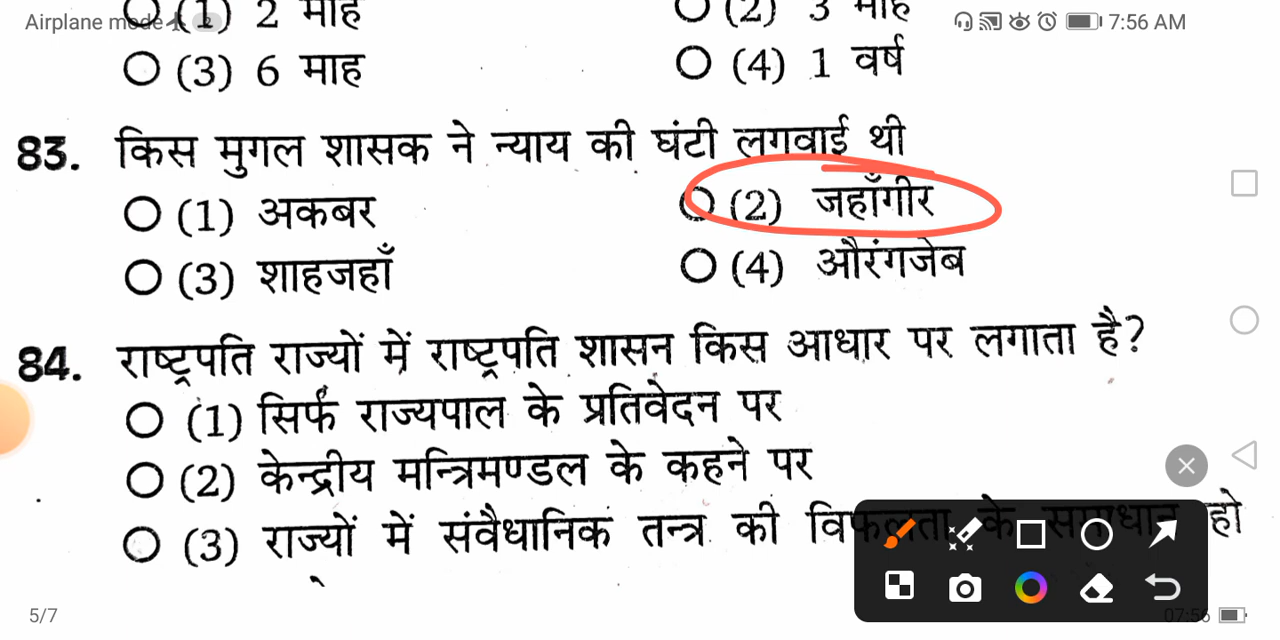 Airplane mode 2 7:56 AM
(1) 2 माह (2) 3 माह
(3) 6 माह (4) 1 वर्ष
83. किस मुगल शासक ने न्याय की घंटी लगवाई थी
(1) अकबर (2) जहाँगीर
(3) शाहजहाँ (4) औरंगजेब
84. राष्ट्रपति राज्यों में राष्ट्रपति शासन किस आधार पर लगाता है?
(1) सिर्फ राज्यपाल के प्रतिवेदन पर
(2) केन्द्रीय मन्त्रिमण्डल के कहने पर
(3) राज्यों में संवैधानिक तन्त्र की विफलता के समाधान हो
5/7 07:56